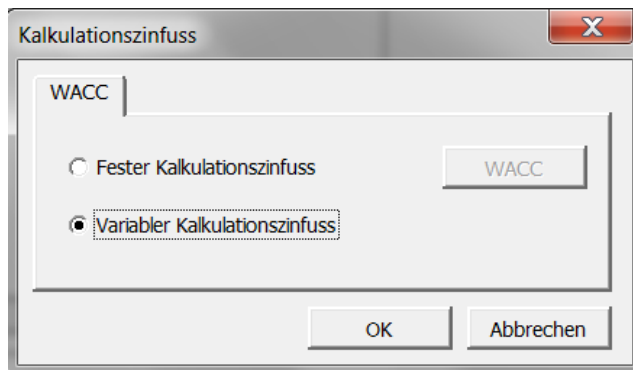 Kalkulationszinfuss
WACC
Fester Kalkulationszinfuss
WACC
Variabler Kalkulationszinfuss
OK
Abbrechen